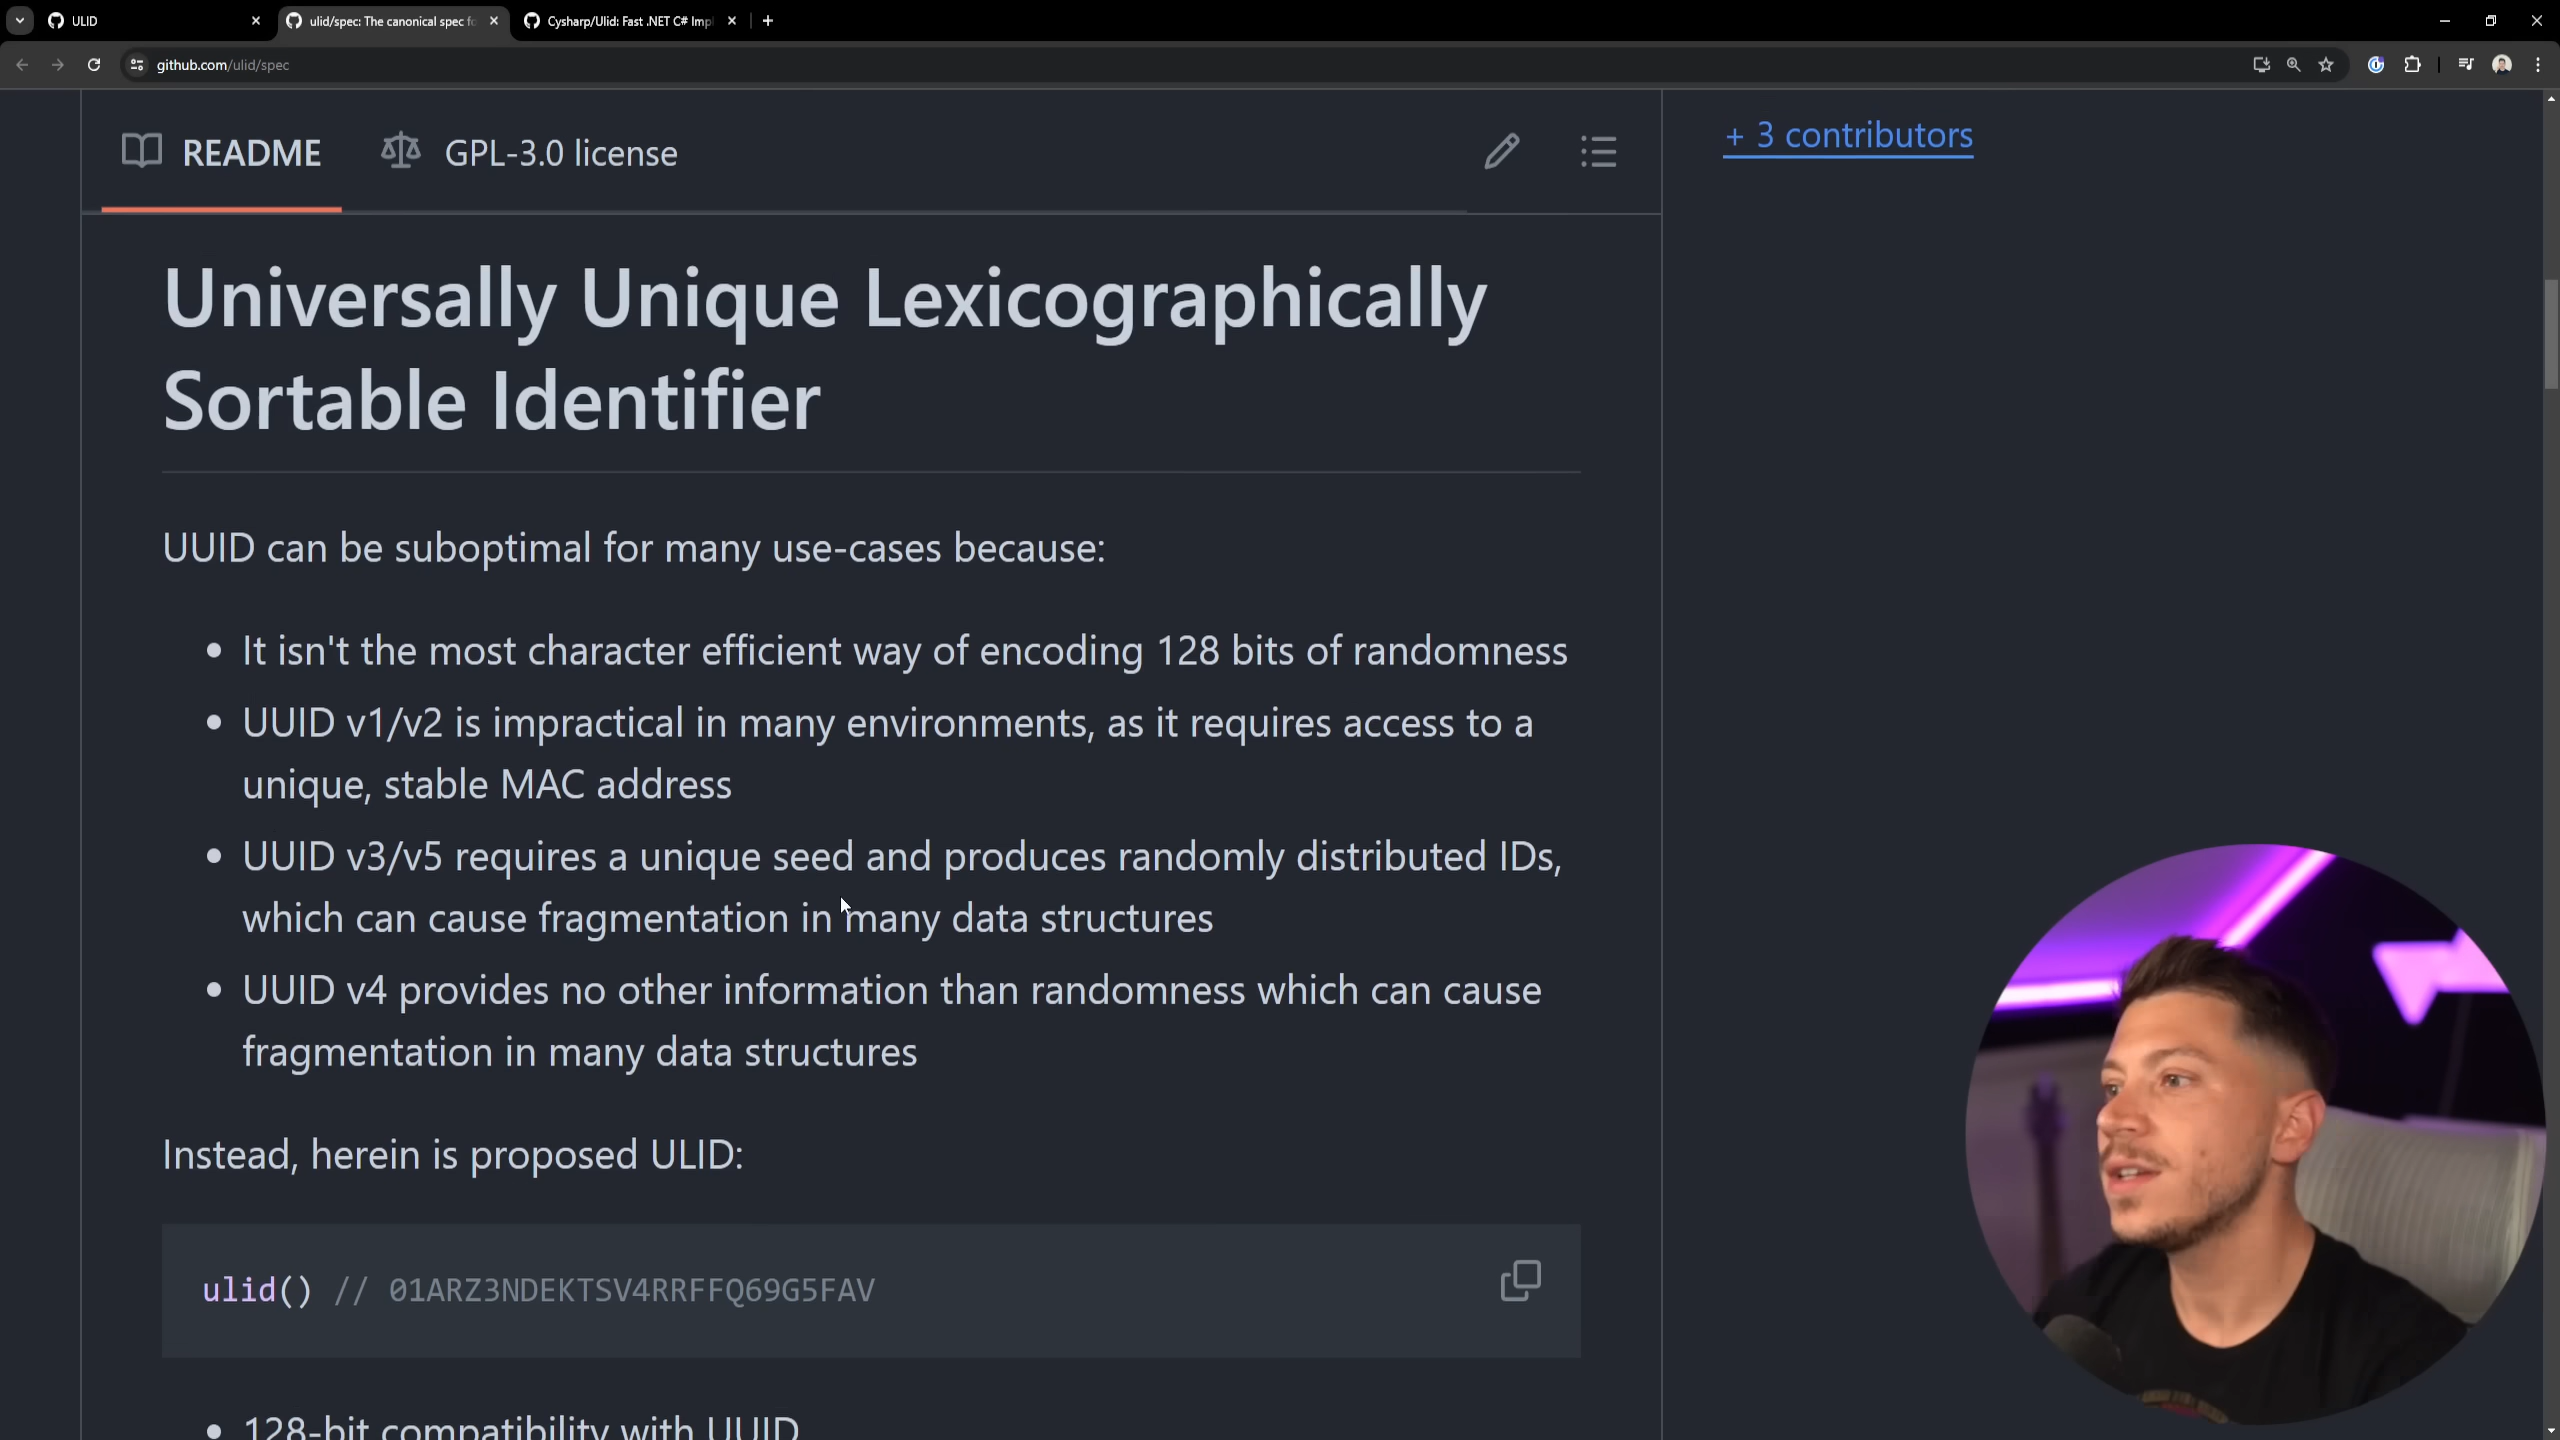 ULID
ulid/spec: The canonical spec fo
Cysharp/Ulid: Fast .NET C# Impl
github.com/ulid/spec
README
GPL-3.0 license
+ 3 contributors
Universally Unique Lexicographically
Sortable Identifier
UUID can be suboptimal for many use-cases because:
It isn't the most character efficient way of encoding 128 bits of randomness
UUID v1/v2 is impractical in many environments, as it requires access to a
unique, stable MAC address
UUID v3/v5 requires a unique seed and produces randomly distributed IDs,
which can cause fragmentation in many data structures
UUID v4 provides no other information than randomness which can cause
fragmentation in many data structures
Instead, herein is proposed ULID:
ulid() // 01ARZ3NDEKTSV4RRFFQ69G5FAV
128-bit compatibility with UUID